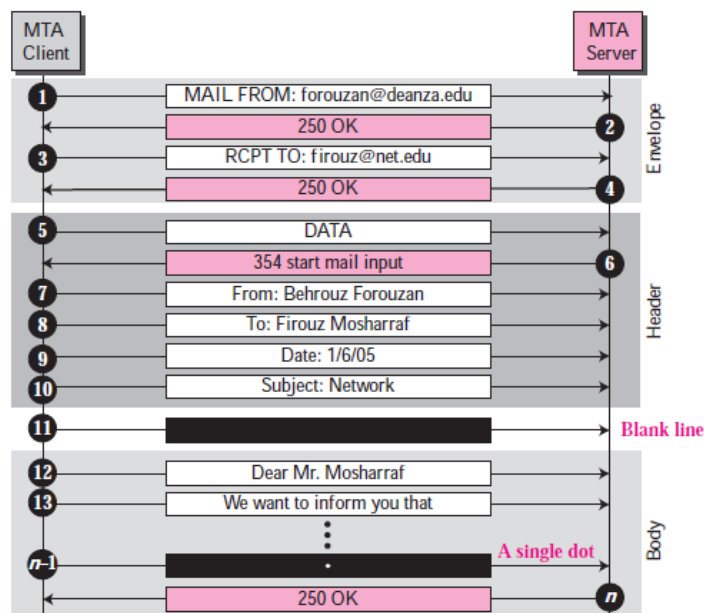 MTA
Client
MTA
Server
1
MAIL FROM: forouzan@deanza.edu
250 OK
2
3
RCPT TO: firouz@net.edu
250 OK
4
Envelope
5
DATA
354 start mail input
6
7
From: Behrouz Forouzan
8
To: Firouz Mosharraf
9
Date: 1/6/05
10
Subject: Network
Header
11
Blank line
12
Dear Mr. Mosharraf
13
We want to inform you that
A single dot
n–1
.
250 OK
n
Body